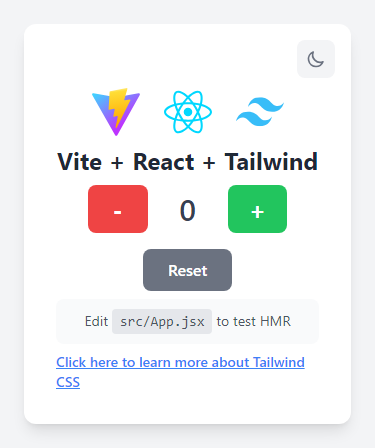 Vite + React + Tailwind
- 0 +
Reset
Edit src/App.jsx to test HMR
Click here to learn more about Tailwind
CSS